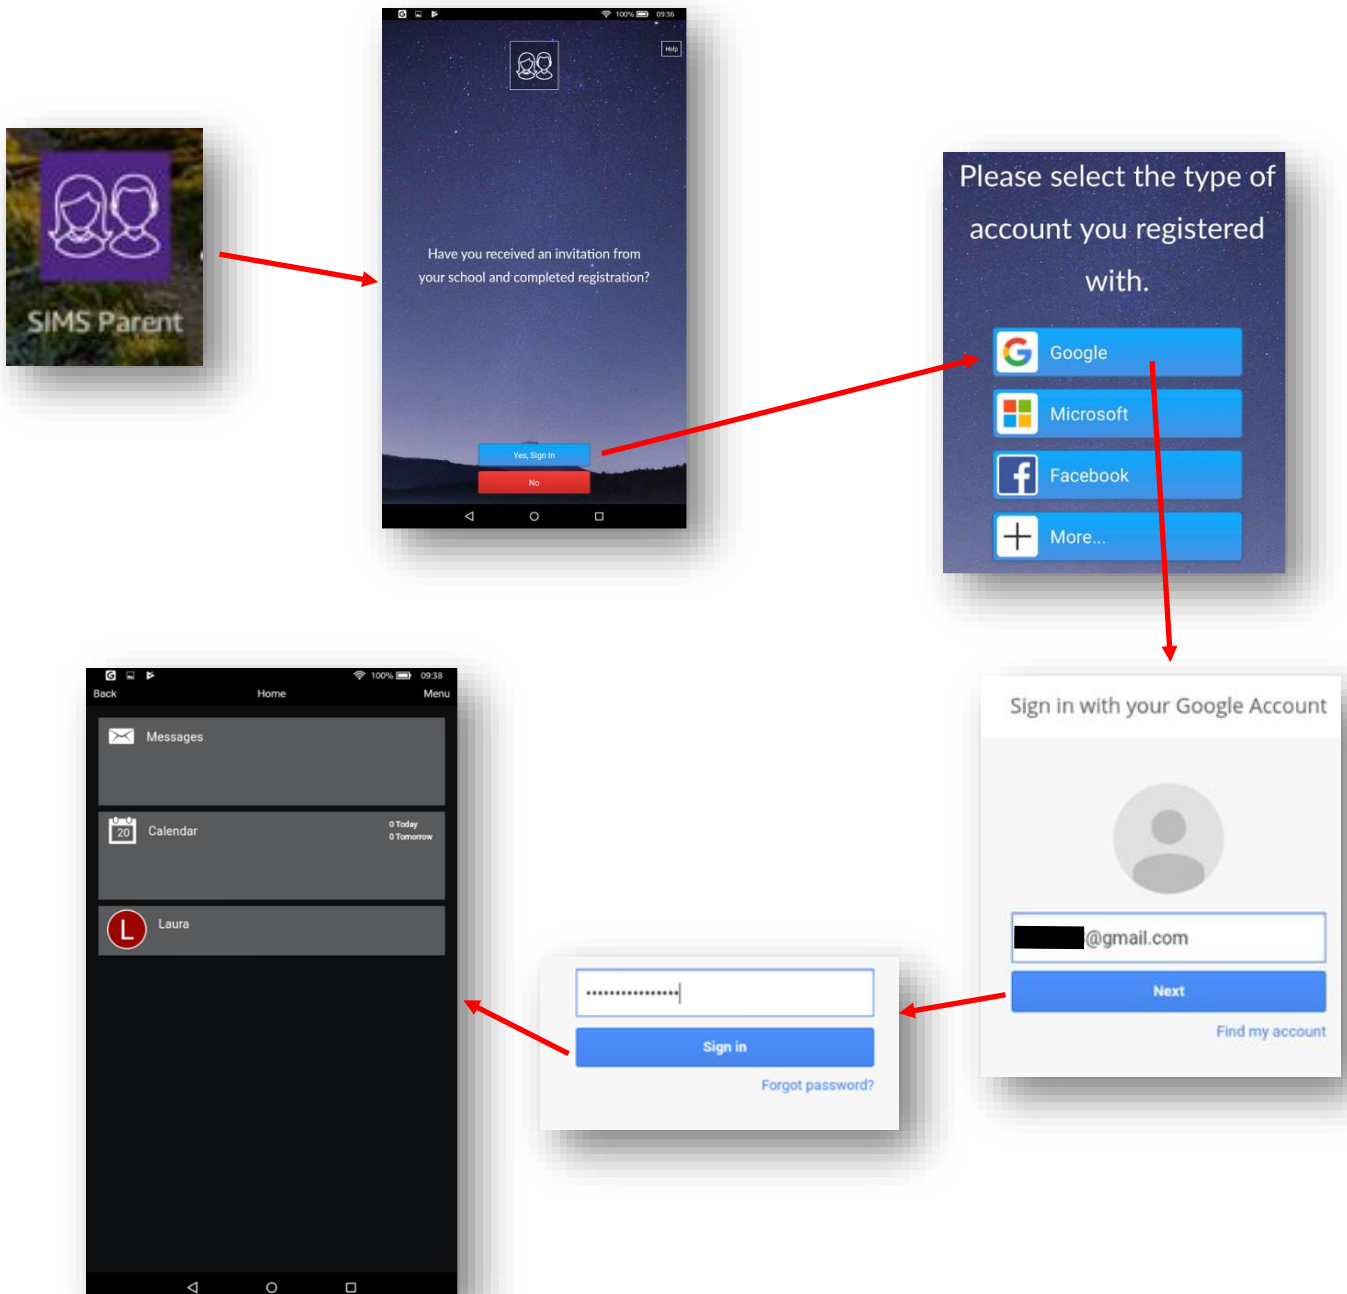 SIMS Parent
100% 09:36
Help
Have you received an invitation from
your school and completed registration?
Yes, Sign In
No
Please select the type of
account you registered
with.
Google
Microsoft
Facebook
More...
Sign in with your Google Account
@gmail.com
Next
Find my account
Sign in
Forgot password?
100% 09:38
Back Home Menu
Messages
20 Calendar 0 Today
0 Tomorrow
L Laura